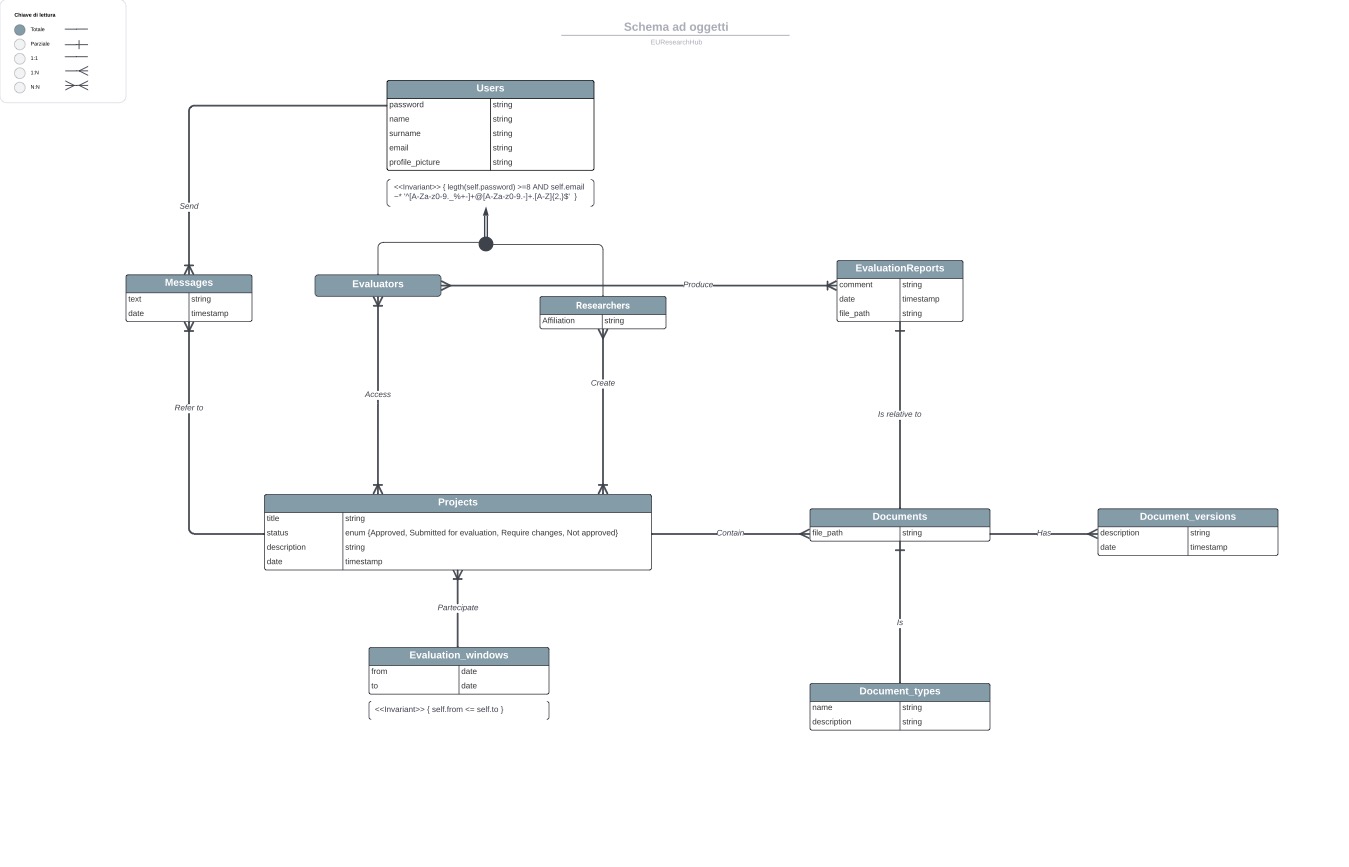 Chiave di lettura
Totale
Parziale
1:1
1:N
N:N
Schema ad oggetti
EUResearchHub
Users
password string
name string
surname string
email string
profile_picture string
<<Invariant>> { legth(self.password) >=8 AND self.email
~* '^[A-Za-z0-9._%+-]+@[A-Za-z0-9.-]+.[A-Z]{2,}$' }
Send
Messages
text string
date timestamp
Evaluators
Researchers
Affiliation string
Produce
EvaluationReports
comment string
date timestamp
file_path string
Refer to
Access
Create
Is relative to
Projects
title string
status enum {Approved, Submitted for evaluation, Require changes, Not approved}
description string
date timestamp
Contain
Documents
file_path string
Has
Document_versions
description string
date timestamp
Partecipate
Is
Evaluation_windows
from date
to date
<<Invariant>> { self.from <= self.to }
Document_types
name string
description string